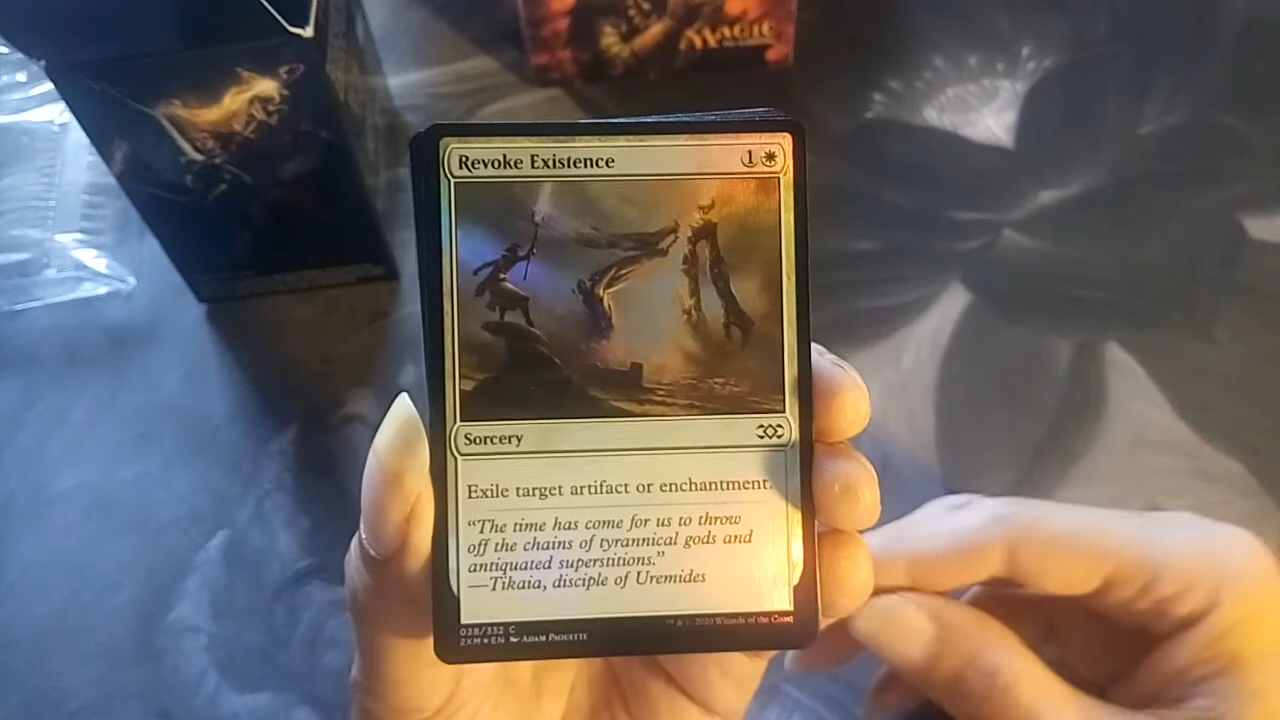 MAGIC
Revoke Existence 1
Sorcery
Exile target artifact or enchantment.
“The time has come for us to throw
off the chains of tyrannical gods and
antiquated superstitions.”
—Tikaia, disciple of Uremides
028/332 C
2XM ★ EN Adam Paquette
™ & © 2020 Wizards of the Coast